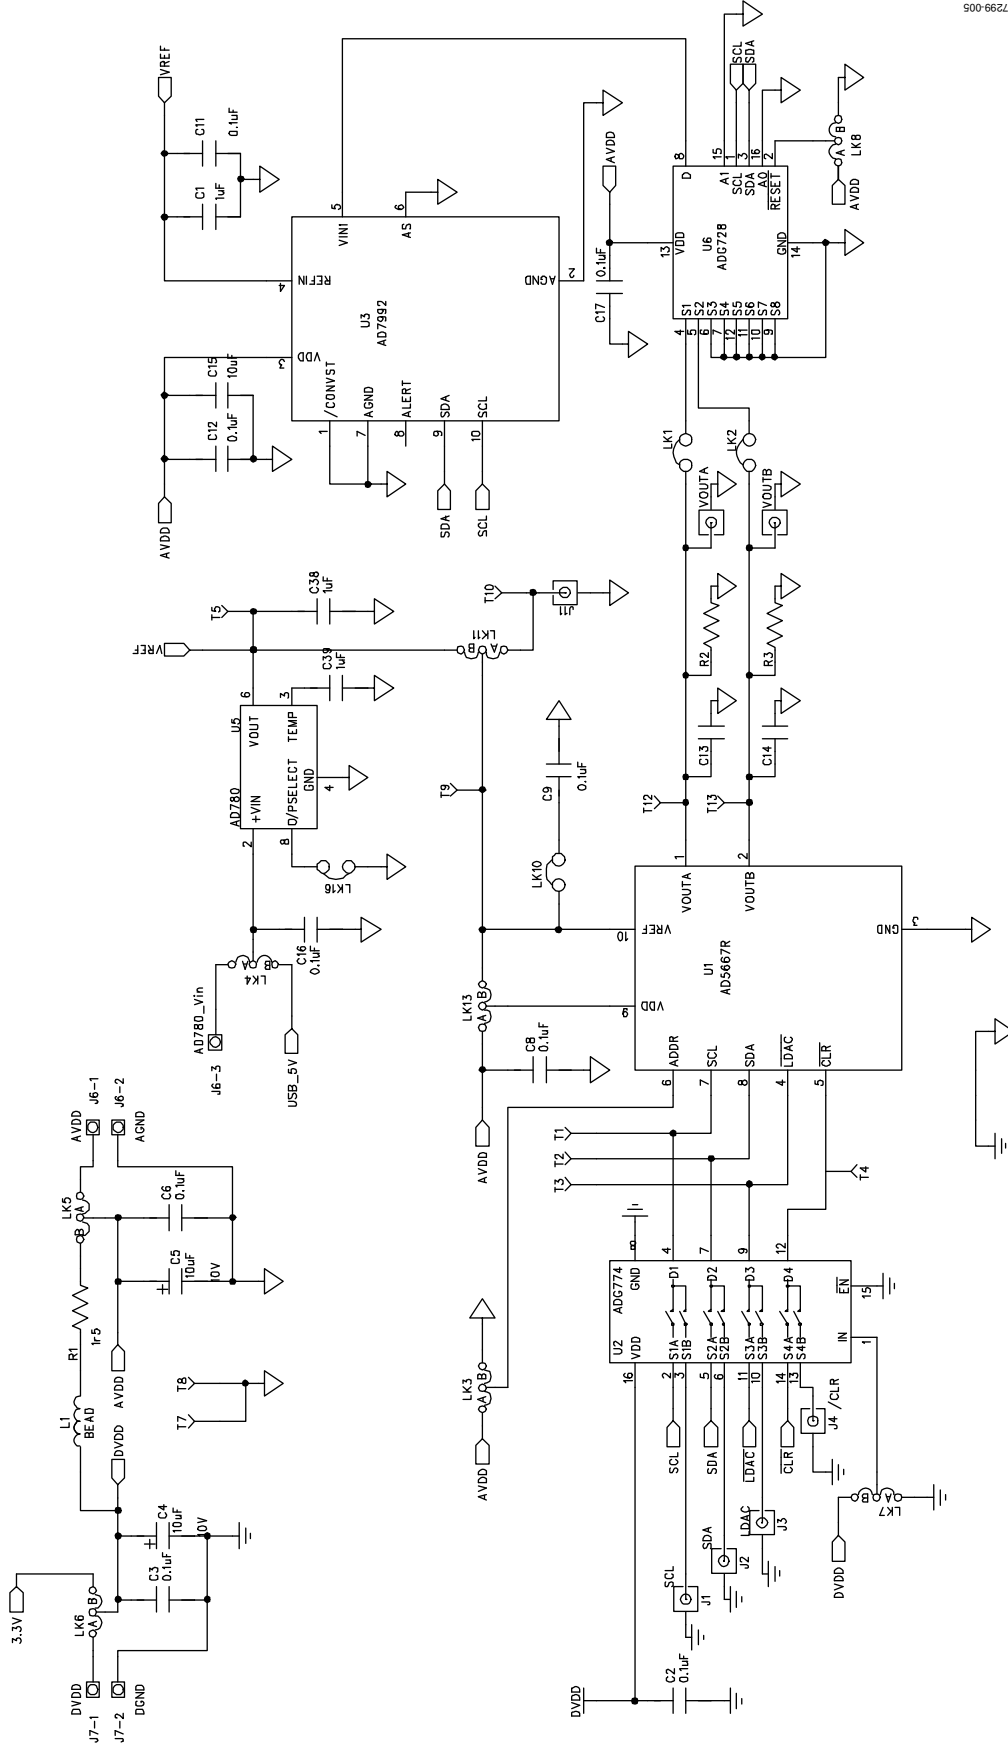 7299-005
VREF
C11
0.1uF
C1
1uF
4
REFIN
5
VIN1
6
AS
U3
AD7992
AGND
2
3
VDD
C15
10uF
C12
0.1uF
AVDD
/CONVST
1
AGND
7
ALERT
8
SDA
9
SCL
10
SDA
SCL
SCL
SDA
8
D
15
A1
1
SCL
3
SDA
16
A0
2
RESET
A
B
LK8
AVDD
AVDD
C17
0.1uF
13
VDD
U6
ADG728
GND
14
4
S1
5
S2
6
S3
7
S4
12
S5
11
S6
10
S7
9
S8
LK1
LK2
VOUTA
VOUTB
R2
R3
C13
C14
T12
T13
T5
C38
1uF
VREF
6
VOUT
U5
3
TEMP
C39
1uF
AD780
+VIN
O/PSELECT
GND
4
2
8
LK16
C16
0.1uF
A
B
LK4
AD780_Vin
J6-3
USB_5V
T10
J11
LK11
A
B
T9
C9
0.1uF
LK10
LK13
A
B
C8
0.1uF
AVDD
1
VOUTA
2
VOUTB
10
VREF
9
VDD
U1
AD5667R
GND
3
6
ADDR
7
SCL
8
SDA
4
LDAC
5
CLR
T1
T2
T3
T4
AVDD
J6-1
J6-2
AGND
LK5
B
A
C6
0.1uF
C5
10uF
10V
+
R1
1r5
L1
BEAD
AVDD
DVDD
T8
T7
C4
10uF
10V
+
C3
0.1uF
3.3V
LK6
A
B
DVDD
J7-1
J7-2
DGND
LK3
A
B
AVDD
8
GND
ADG774
U2
VDD
16
4
D1
7
D2
9
D3
12
D4
S1A
S1B
S2A
S2B
S3A
S3B
S4A
S4B
EN
15
IN
1
2
3
5
6
11
10
14
13
SCL
SDA
LDAC
CLR
J4
/CLR
LDAC
J3
SDA
J2
SCL
J1
LK7
A
B
DVDD
C2
0.1uF
DVDD